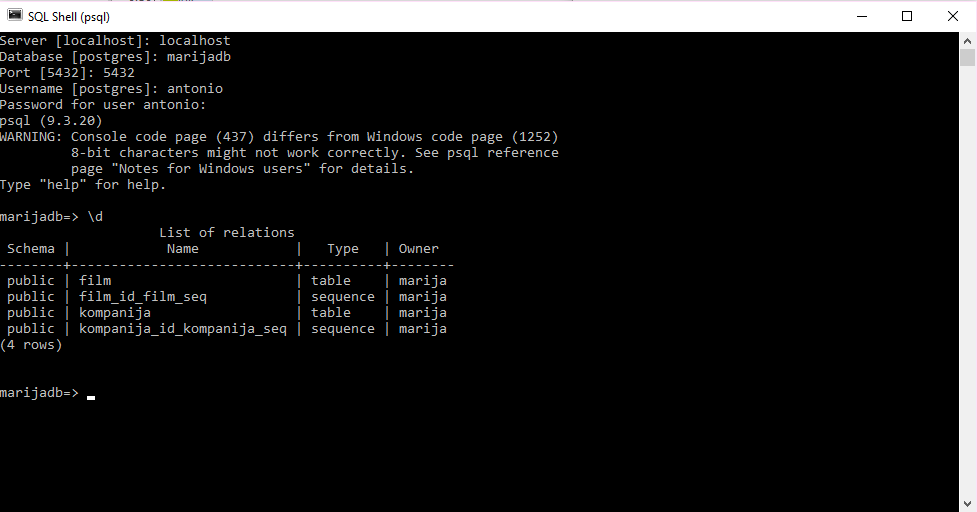 SQL Shell (psql)
Server [localhost]: localhost
Database [postgres]: marijadb
Port [5432]: 5432
Username [postgres]: antonio
Password for user antonio:
psql (9.3.20)
WARNING: Console code page (437) differs from Windows code page (1252)
         8-bit characters might not work correctly. See psql reference
         page "Notes for Windows users" for details.
Type "help" for help.

marijadb=> \d
                    List of relations
 Schema |            Name            |   Type   | Owner
--------+----------------------------+----------+--------
 public | film                       | table    | marija
 public | film_id_film_seq           | sequence | marija
 public | kompanija                  | table    | marija
 public | kompanija_id_kompanija_seq | sequence | marija
(4 rows)

marijadb=>